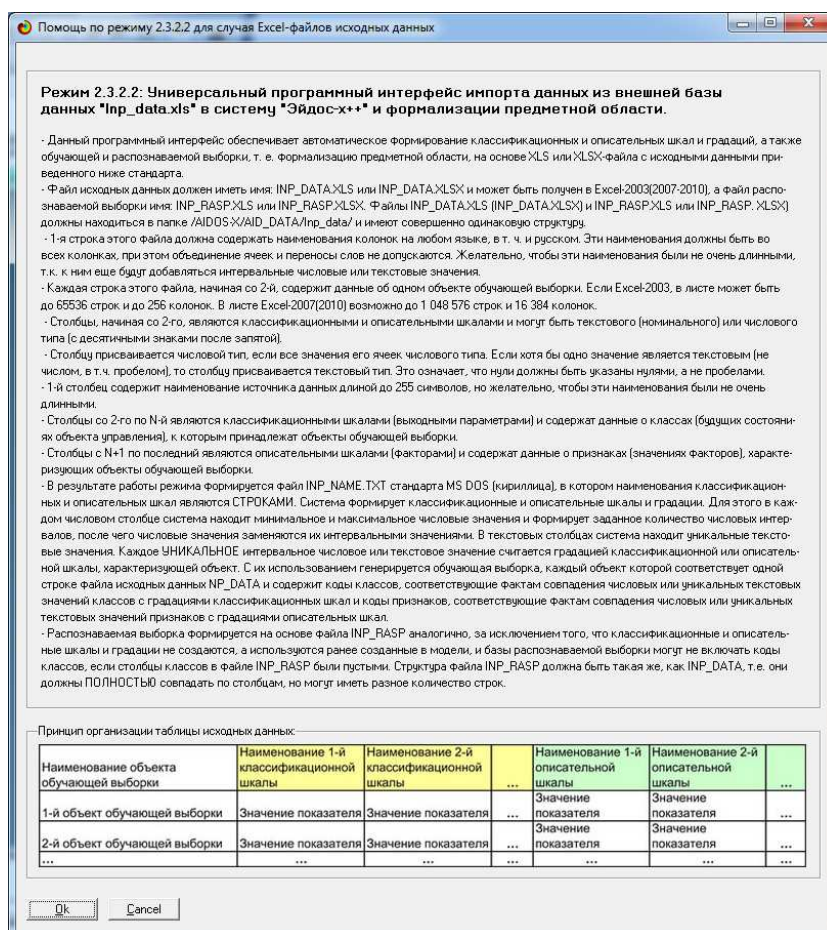 Помощь по режиму 2.3.2.2 для случая Excel-файлов исходных данных
Режим 2.3.2.2: Универсальный программный интерфейс импорта данных из внешней базы
данных "Inp_data.xls" в систему "Эйдос-х++" и формализации предметной области.
- Данный программный интерфейс обеспечивает автоматическое формирование классификационных и описательных шкал и градаций, а также
обучающей и распознаваемой выборки, т. е. Формализацию предметной области, на основе XLS или XLSX-файла с исходными данными при-
веденного ниже стандарта.
- Файл исходных данных должен иметь имя: INP_DATA.XLS или INP_DATA.XLSX и может быть получен в Excel-2003(2007-2010), а файл распо-
знаваемой выборки имя: INP_RASP.XLS или INP_RASP.XLSX. Файлы INP_DATA.XLS (INP_DATA.XLSX) и INP_RASP.XLS или INP_RASP. XLSX)
должны находиться в папке /AIDOS-X/AID_DATA/Inp_data/ и имеют совершенно одинаковую структуру.
- 1-я строка этого файла должна содержать наименования колонок на любом языке, в т. ч. и русском. Эти наименования должны быть во
всех колонках, при этом объединение ячеек и переносы слов не допускаются. Желательно, чтобы эти наименования были не очень длинными,
т.к. к ним еще будут добавляться интервальные числовые или текстовые значения.
- Каждая строка этого файла, начиная со 2-й, содержит данные об одном объекте обучающей выборки. Если Excel-2003, в листе может быть
до 65536 строк и до 256 колонок. В листе Excel-2007(2010) возможно до 1 048 576 строк и 16 384 колонок.
- Столбцы, начиная со 2-го, являются классификационными и описательными шкалами и могут быть текстового (номинального) или числового
типа (с десятичными знаками после запятой).
- Столбцу присваивается числовой тип, если все значения его ячеек числового типа. Если хотя бы одно значение является текстовым (не
числом, в т.ч. пробелом), то столбцу присваивается текстовый тип. Это означает, что нули должны быть указаны нулями, а не пробелами.
- 1-й столбец содержит наименование источника данных длиной до 255 символов, но желательно, чтобы эти наименования были не очень
длинными.
- Столбцы со 2-го по N-й являются классификационными шкалами (выходными параметрами) и содержат данные о классах (будущих состояни-
ях объекта управления), к которым принадлежат объекты обучающей выборки.
- Столбцы с N+1 по последний являются описательными шкалами (факторами) и содержат данные о признаках (значениях факторов), характе-
ризующих объекты обучающей выборки.
- В результате работы режима формируется файл INP_NAME.TXT стандарта MS DOS (кириллица), в котором наименования классификацион-
ных и описательных шкал являются СТРОКАМИ. Система формирует классификационные и описательные шкалы и градации. Для этого в каж-
дом числовом столбце система находит минимальное и максимальное числовые значения и формирует заданное количество числовых интер-
валов, после чего числовые значения заменяются их интервальными значениями. В текстовых столбцах система находит уникальные тексто-
вые значения. Каждое УНИКАЛЬНОЕ интервальное числовое или текстовое значение считается градацией классификационной или описатель-
ной шкалы, характеризующей объект. С их использованием генерируется обучающая выборка, каждый объект которой соответствует одной
строке файла исходных данных NP_DATA и содержит коды классов, соответствующие фактам совпадения числовых или уникальных текстовых
значений классов с градациями классификационных шкал и коды признаков, соответствующие фактам совпадения числовых или уникальных
текстовых значений признаков с градациями описательных шкал.
- Распознаваемая выборка формируется на основе файла INP_RASP аналогично, за исключением того, что классификационные и описатель-
ные шкалы и градации не создаются, а используются ранее созданные в модели, и базы распознаваемой выборки могут не включать коды
классов, если столбцы классов в файле INP_RASP были пустыми. Структура файла INP_RASP должна быть такая же, как INP_DATA, т.е. они
должны ПОЛНОСТЬЮ совпадать по столбцам, но могут иметь разное количество строк.
Принцип организации таблицы исходных данных:
Наименование объекта обучающей выборки Наименование 1-й классификационной шкалы Наименование 2-й классификационной шкалы ... Наименование 1-й описательной шкалы Наименование 2-й описательной шкалы ...
1-й объект обучающей выборки Значение показателя Значение показателя ... Значение показателя Значение показателя ...
2-й объект обучающей выборки Значение показателя Значение показателя ... Значение показателя Значение показателя ...
... ... ... ... ... ... ...
Ok Cancel